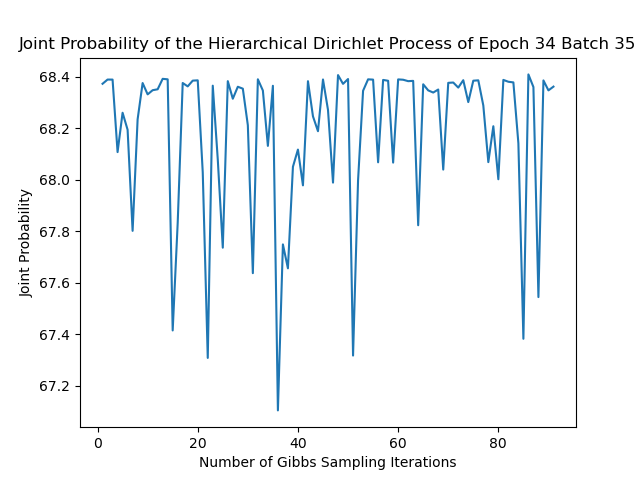 Joint Probability of the Hierarchical Dirichlet Process of Epoch 34 Batch 35
68.4
68.2
68.0
67.8
67.6
67.4
67.2
Joint Probability
0 20 40 60 80
Number of Gibbs Sampling Iterations